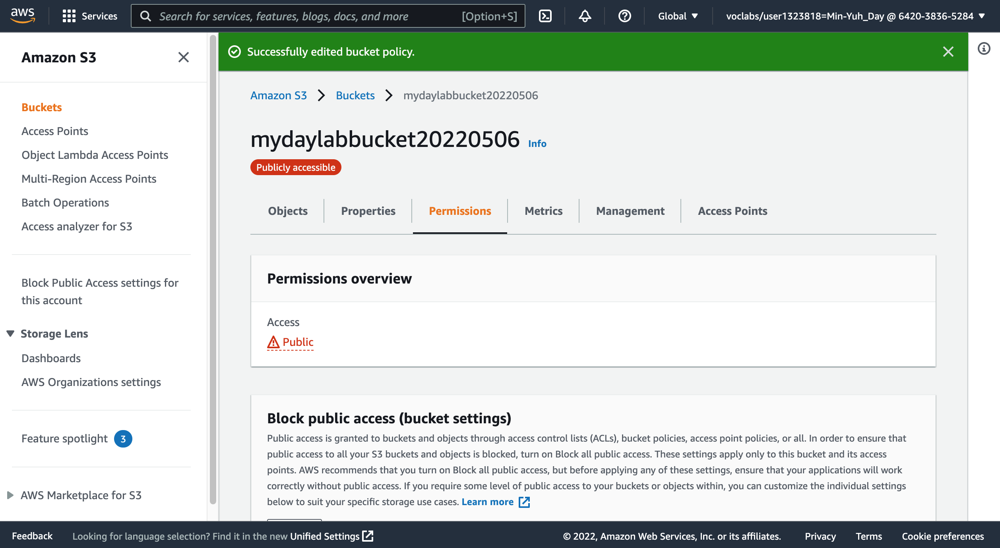 aws
Services
Search for services, features, blogs, docs, and more
[Option+S]
Global
voclabs/user1323818=Min-Yuh_Day @ 6420-3836-5284
Amazon S3
Buckets
Access Points
Object Lambda Access Points
Multi-Region Access Points
Batch Operations
Access analyzer for S3
Block Public Access settings for
this account
Storage Lens
Dashboards
AWS Organizations settings
Feature spotlight 3
AWS Marketplace for S3
Successfully edited bucket policy.
Amazon S3 > Buckets > mydaylabbucket20220506
mydaylabbucket20220506 Info
Publicly accessible
Objects Properties Permissions Metrics Management Access Points
Permissions overview
Access
Public
Block public access (bucket settings)
Public access is granted to buckets and objects through access control lists (ACLs), bucket policies, access point policies, or all. In order to ensure that
public access to all your S3 buckets and objects is blocked, turn on Block all public access. These settings apply only to this bucket and its access
points. AWS recommends that you turn on Block all public access, but before applying any of these settings, ensure that your applications will work
correctly without public access. If you require some level of public access to your buckets or objects within, you can customize the individual settings
below to suit your specific storage use cases. Learn more
Feedback
Looking for language selection? Find it in the new Unified Settings
© 2022, Amazon Web Services, Inc. or its affiliates.
Privacy
Terms
Cookie preferences